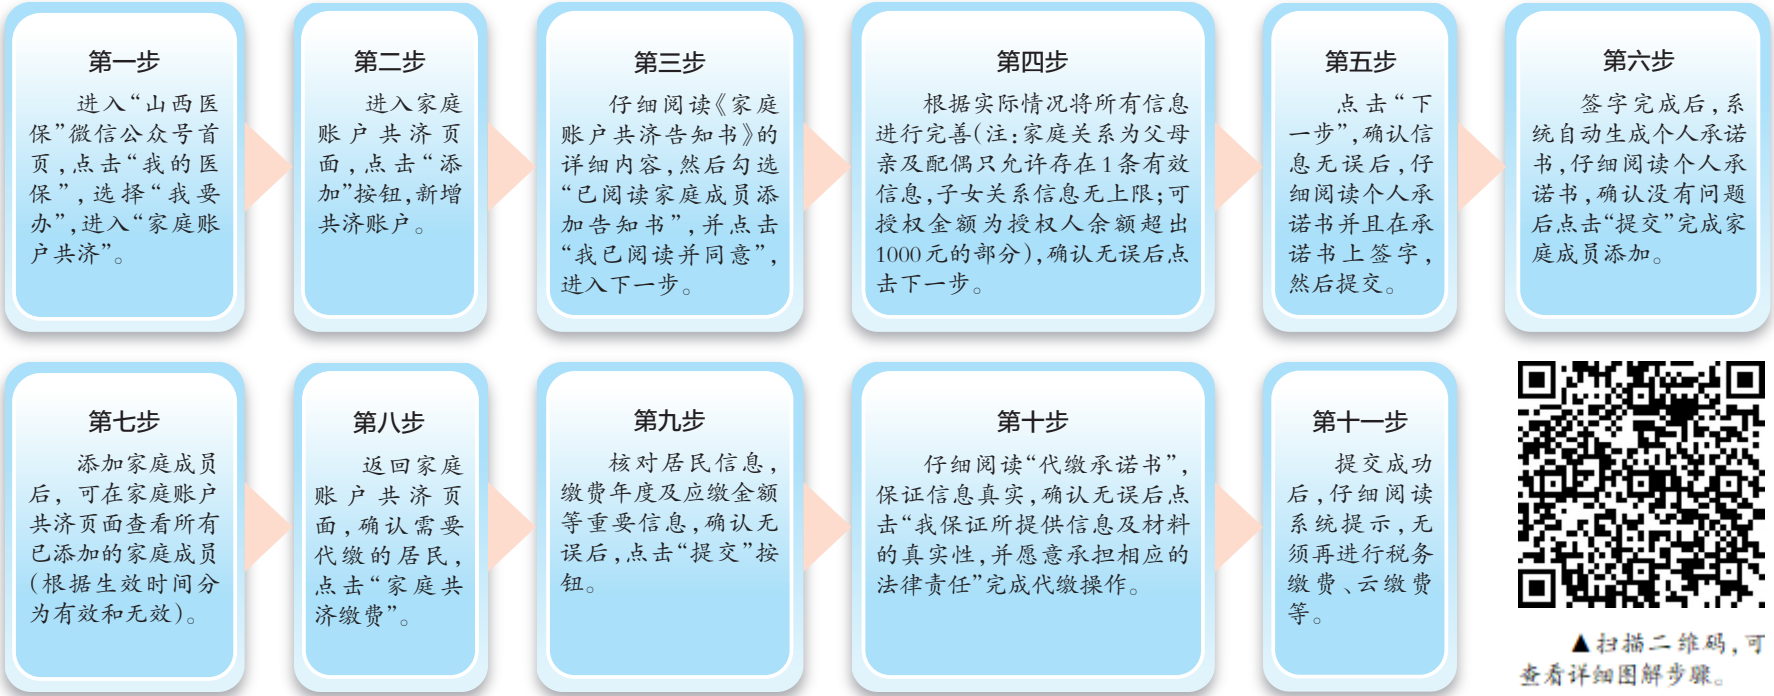 第一步
进入“山西医
保”微信公众号首
页，点击“我的医
保”，选择“我要
办”，进入“家庭账
户共济”。
第二步
进入家庭
账户共济页
面，点击“添
加”按钮，新增
共济账户。
第三步
仔细阅读《家庭
账户共济告知书》的
详细内容，然后勾选
“已阅读家庭成员添
加告知书”，并点击
“我已阅读并同意”，
进入下一步。
第四步
根据实际情况将所有信息
进行完善（注：家庭关系为父母
亲及配偶只允许存在1条有效
信息，子女关系信息无上限；可
授权金额为授权人余额超出
1000元的部分），确认无误后点
击下一步。
第五步
点击“下
一步”，确认信
息无误后，仔
细阅读个人承
诺书并且在承
诺书上签字，
然后提交。
第六步
签字完成后，系
统自动生成个人承诺
书，仔细阅读个人承
诺书，确认没有问题
后点击“提交”完成家
庭成员添加。
第七步
添加家庭成员
后，可在家庭账户
共济页面查看所有
已添加的家庭成员
（根据生效时间分
为有效和无效）。
第八步
返回家庭
账户共济页
面，确认需要
代缴的居民，
点击“家庭共
济缴费”。
第九步
核对居民信息，
缴费年度及应缴金额
等重要信息，确认无
误后，点击“提交”按
钮。
第十步
仔细阅读“代缴承诺书”，
保证信息真实，确认无误后点
击“我保证所提供信息及材料
的真实性，并愿意承担相应的
法律责任”完成代缴操作。
第十一步
提交成功
后，仔细阅读
系统提示，无
须再进行税务
缴费、云缴费
等。
▲扫描二维码，可
查看详细图解步骤。